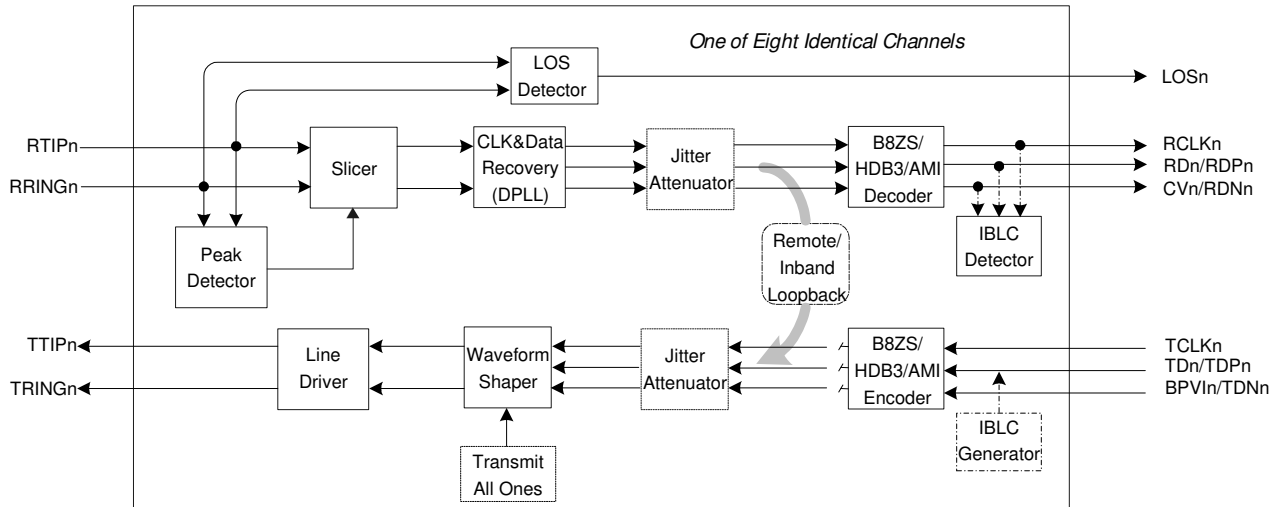 One of Eight Identical Channels
LOS
Detector
LOSn
RTIPn
RRINGn
Slicer
CLK&Data
Recovery
(DPLL)
Jitter
Attenuator
B8ZS/
HDB3/AMI
Decoder
RCLKn
RDn/RDPn
CVn/RDNn
Peak
Detector
Remote/
Inband
Loopback
IBLC
Detector
TTIPn
TRINGn
Line
Driver
Waveform
Shaper
Jitter
Attenuator
B8ZS/
HDB3/AMI
Encoder
TCLKn
TDn/TDPn
BPVIn/TDNn
Transmit
All Ones
IBLC
Generator